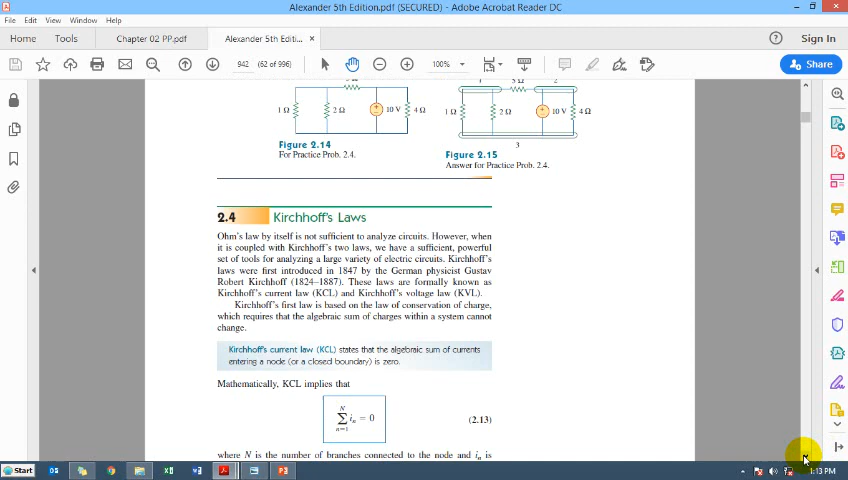 Alexander 5th Edition.pdf (SECURED) - Adobe Acrobat Reader DC
File Edit View Window Help
Home Tools Chapter 02 PP.pdf Alexander 5th Editi... × Sign In
942 (62 of 996) 100% Share
1 Ω 2 Ω 10 V 4 Ω 1 Ω 2 Ω 10 V 4 Ω
3
Figure 2.14
For Practice Prob. 2.4.
Figure 2.15
Answer for Practice Prob. 2.4.
2.4 Kirchhoff's Laws
Ohm's law by itself is not sufficient to analyze circuits. However, when
it is coupled with Kirchhoff's two laws, we have a sufficient, powerful
set of tools for analyzing a large variety of electric circuits. Kirchhoff's
laws were first introduced in 1847 by the German physicist Gustav
Robert Kirchhoff (1824–1887). These laws are formally known as
Kirchhoff's current law (KCL) and Kirchhoff's voltage law (KVL).
Kirchhoff's first law is based on the law of conservation of charge,
which requires that the algebraic sum of charges within a system cannot
change.
Kirchhoff's current law (KCL) states that the algebraic sum of currents
entering a node (or a closed boundary) is zero.
Mathematically, KCL implies that
N
∑ iₙ = 0 (2.13)
n=1
where N is the number of branches connected to the node and iₙ is
Start 1:13 PM